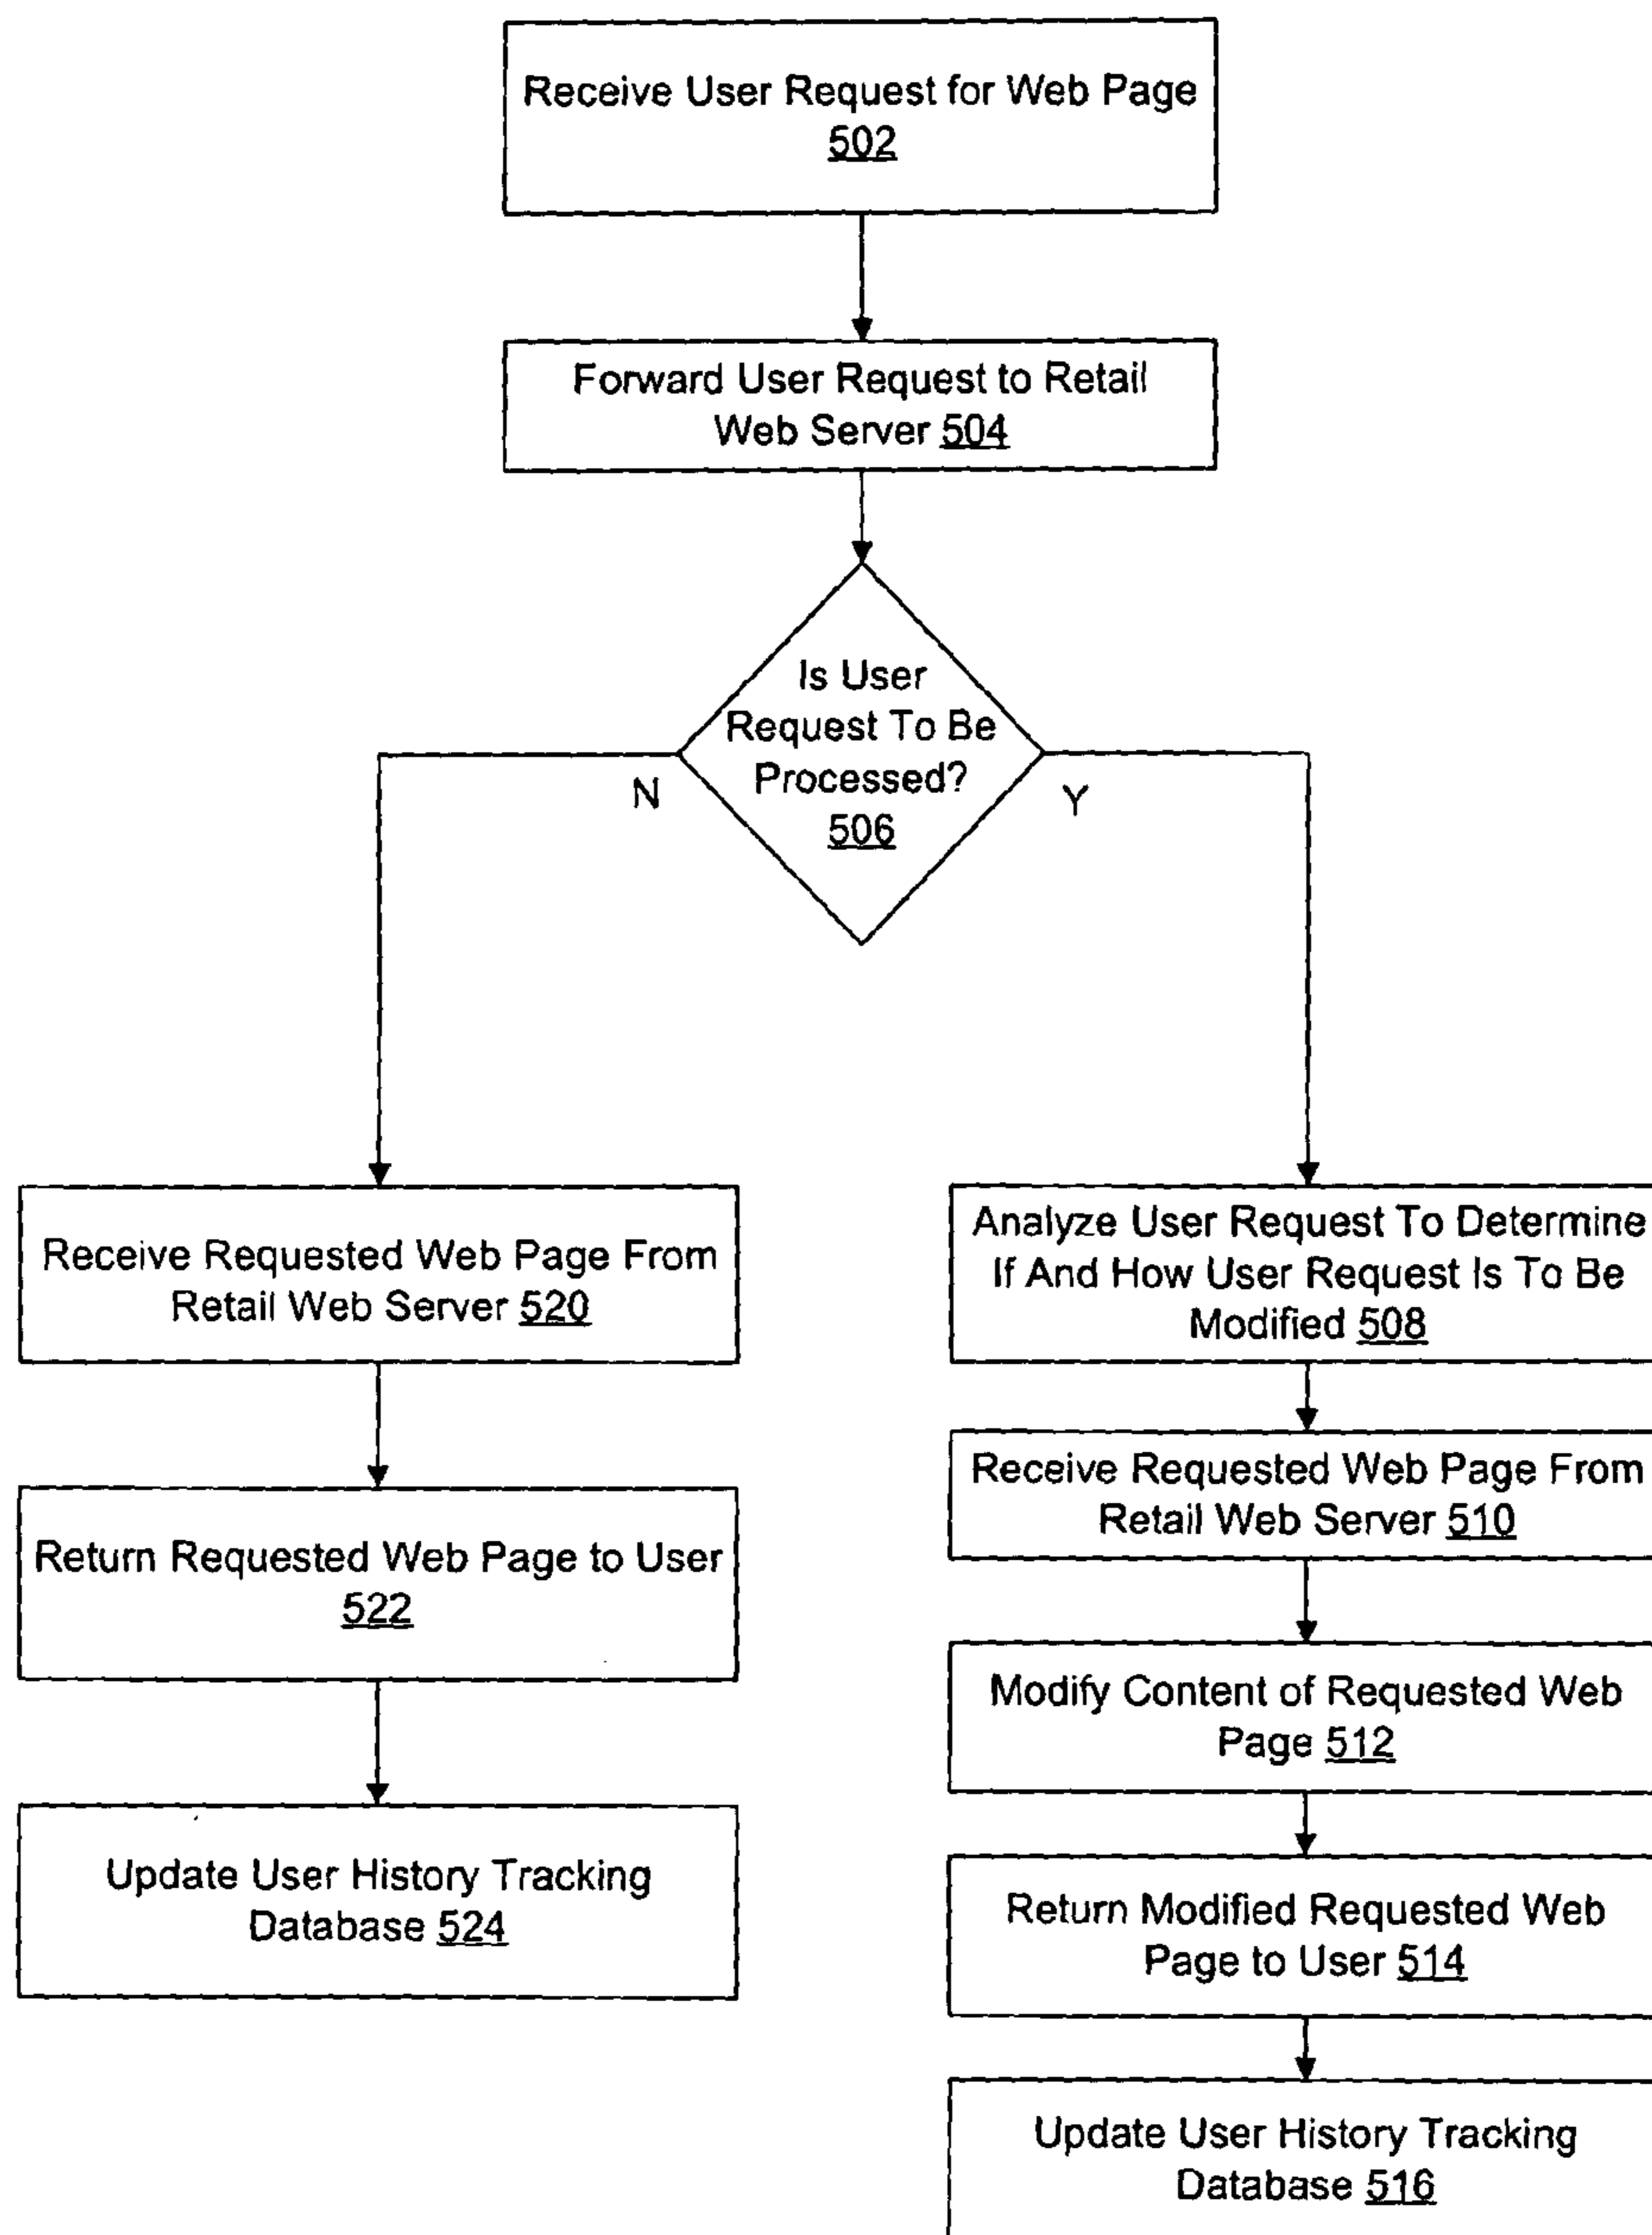 Receive User Request for Web Page
502
Forward User Request to Retail
Web Server 504
Is User
Request To Be
Processed?
506
N
Y
Receive Requested Web Page From
Retail Web Server 520
Return Requested Web Page to User
522
Update User History Tracking
Database 524
Analyze User Request To Determine
If And How User Request Is To Be
Modified 508
Receive Requested Web Page From
Retail Web Server 510
Modify Content of Requested Web
Page 512
Return Modified Requested Web
Page to User 514
Update User History Tracking
Database 516